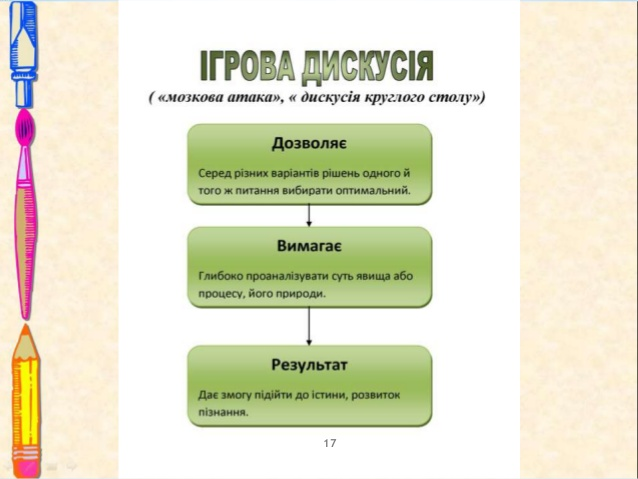 ІГРОВА ДИСКУСІЯ
( «мозкова атака», « дискусія круглого столу»)
Дозволяє
Серед різних варіантів рішень одного й
того ж питання вибирати оптимальний.
Вимагає
Глибоко проаналізувати суть явища або
процесу, його природи.
Результат
Дає змогу підійти до істини, розвиток
пізнання.
17